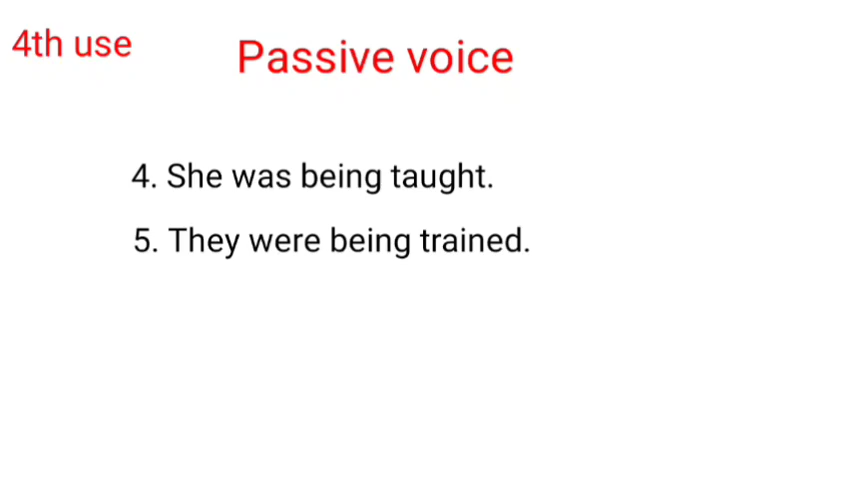 4th use
Passive voice
4. She was being taught.
5. They were being trained.